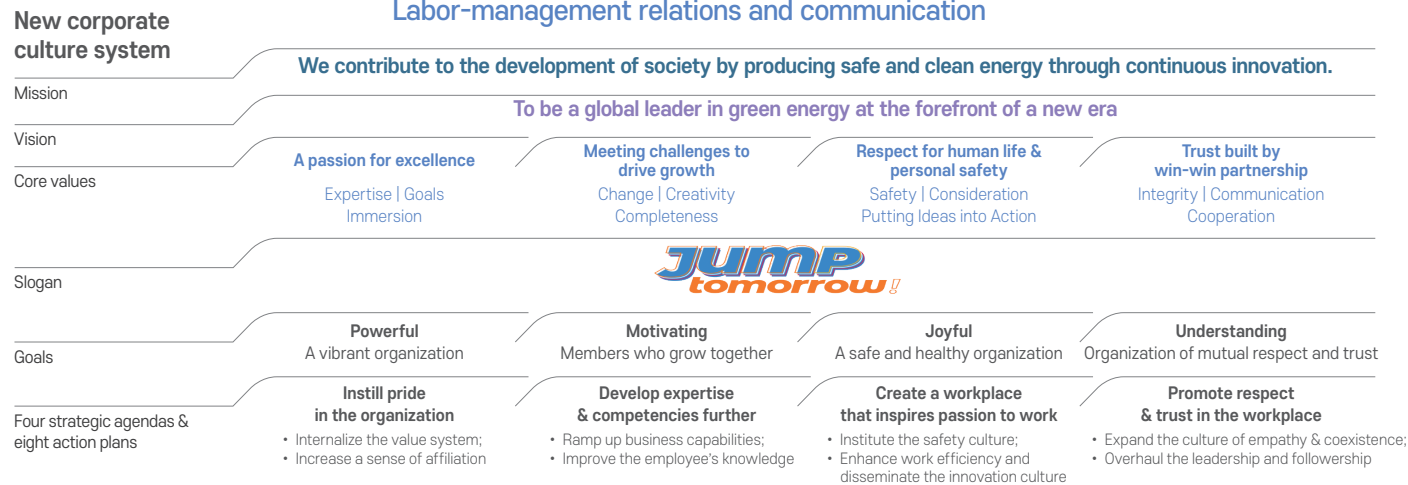 New corporate
culture system
Labor-management relations and communication
Mission
We contribute to the development of society by producing safe and clean energy through continuous innovation.
Vision
To be a global leader in green energy at the forefront of a new era
Core values
A passion for excellence
Expertise | Goals
Immersion
Meeting challenges to
drive growth
Change | Creativity
Completeness
Respect for human life &
personal safety
Safety | Consideration
Putting Ideas into Action
Trust built by
win-win partnership
Integrity | Communication
Cooperation
Slogan
JUMP
tomorrow!
Goals
Powerful
A vibrant organization
Motivating
Members who grow together
Joyful
A safe and healthy organization
Understanding
Organization of mutual respect and trust
Four strategic agendas &
eight action plans
Instill pride
in the organization
• Internalize the value system;
• Increase a sense of affiliation
Develop expertise
& competencies further
• Ramp up business capabilities;
• Improve the employee's knowledge
Create a workplace
that inspires passion to work
• Institute the safety culture;
• Enhance work efficiency and
disseminate the innovation culture
Promote respect
& trust in the workplace
• Expand the culture of empathy & coexistence;
• Overhaul the leadership and followership